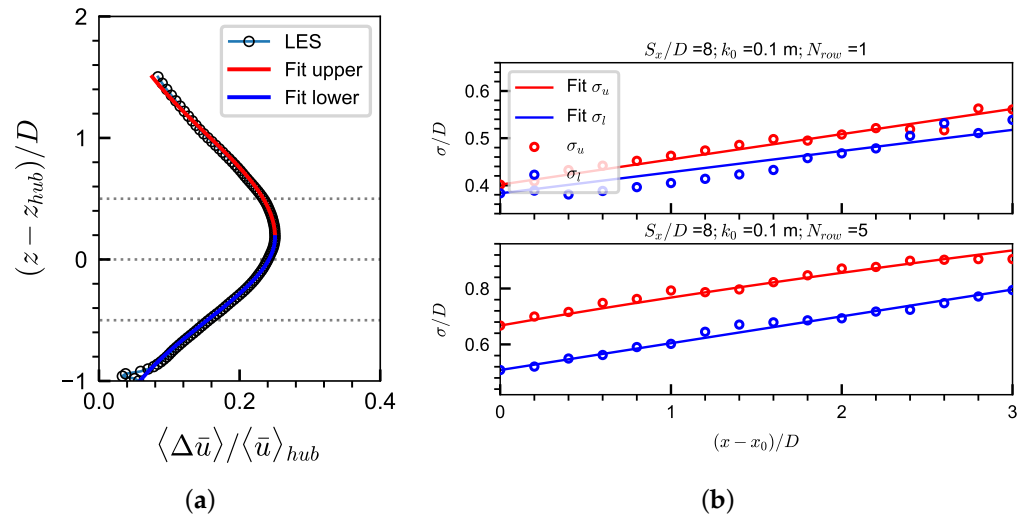 2
1
0
−1
0.0
0.2
0.4
(z − z_hub)/D
⟨Δū⟩/⟨ū⟩_hub
LES
Fit upper
Fit lower
(a)
S_x/D =8; k_0 =0.1 m; N_row =1
0.6
0.5
0.4
σ/D
Fit σ_u
Fit σ_l
σ_u
σ_l
S_x/D =8; k_0 =0.1 m; N_row =5
0.8
0.6
σ/D
0
1
2
3
(x − x_0)/D
(b)